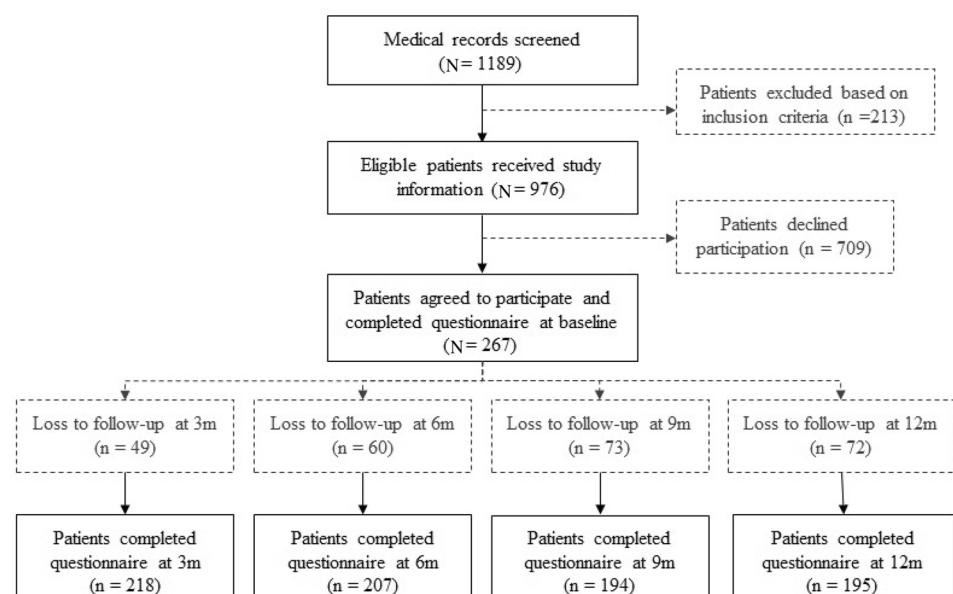 Medical records screened
(N = 1189)
Patients excluded based on
inclusion criteria (n =213)
Eligible patients received study
information (N = 976)
Patients declined
participation (n = 709)
Patients agreed to participate and
completed questionnaire at baseline
(N = 267)
Loss to follow-up at 3m
(n = 49)
Loss to follow-up at 6m
(n = 60)
Loss to follow-up at 9m
(n = 73)
Loss to follow-up at 12m
(n = 72)
Patients completed
questionnaire at 3m
(n = 218)
Patients completed
questionnaire at 6m
(n = 207)
Patients completed
questionnaire at 9m
(n = 194)
Patients completed
questionnaire at 12m
(n = 195)